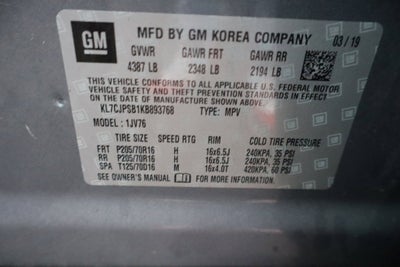 GM
MFD BY GM KOREA COMPANY 03/19
GVWR GAWR FRT GAWR RR
4387 LB 2348 LB 2194 LB
THIS VEHICLE CONFORMS TO ALL APPLICABLE U.S. FEDERAL MOTOR
VEHICLE SAFETY AND THEFT PREVENTION STANDARDS IN EFFECT ON
THE DATE OF MANUFACTURE SHOWN ABOVE.
KL7CJPSB1KB893768 TYPE: MPV
MODEL: 1JV76
TIRE SIZE SPEED RTG RIM COLD TIRE PRESSURE
FRT P205/70R16 H 16x6.5J 240KPA, 35 PSI
RR P205/70R16 H 16x6.5J 240KPA, 35 PSI
SPA T125/70D16 M 16x4.0T 420KPA, 60 PSI
SEE OWNER'S MANUAL FOR MORE INFORMATION.